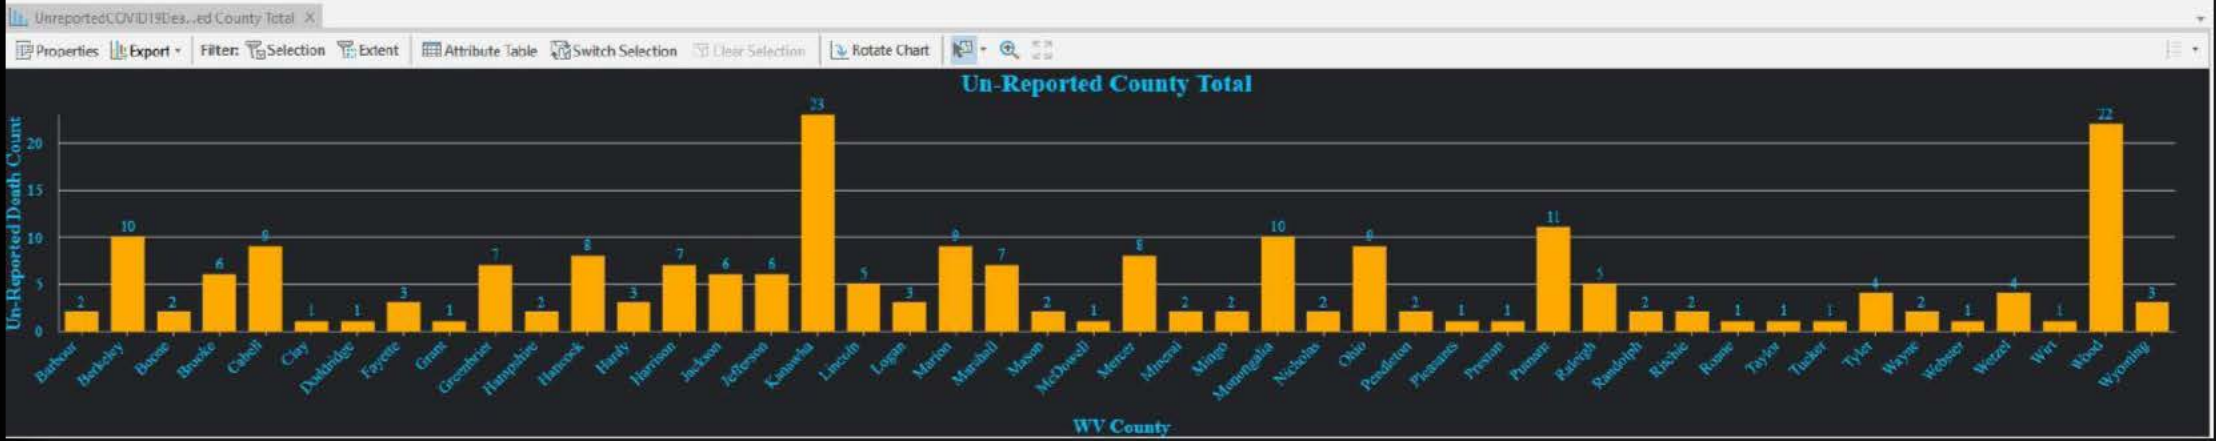 UnreportedCOVID19Dea...ed County Total X
Properties Export Filter: Selection Extent Attribute Table Switch Selection Clear Selection Rotate Chart
Un-Reported County Total
Un-Reported Death Count
20
15
10
5
0
2 10 2 6 9 1 1 3 1 7 2 8 3 7 6 6 23 5 3 9 7 2 1 8 2 2 10 2 9 2 1 1 11 5 2 2 1 1 1 4 2 1 4 1 22 3
Barbour Berkeley Boone Brooke Cabell Clay Doddridge Fayette Grant Greenbrier Hampshire Hancock Hardy Harrison Jackson Jefferson Kanawha Lincoln Logan Marion Marshall Mason McDowell Mercer Mineral Mingo Monongalia Nicholas Ohio Pendleton Pleasants Preston Putnam Raleigh Randolph Ritchie Roane Taylor Tucker Tyler Wayne Webster Wetzel Wirt Wood Wyoming
WV County